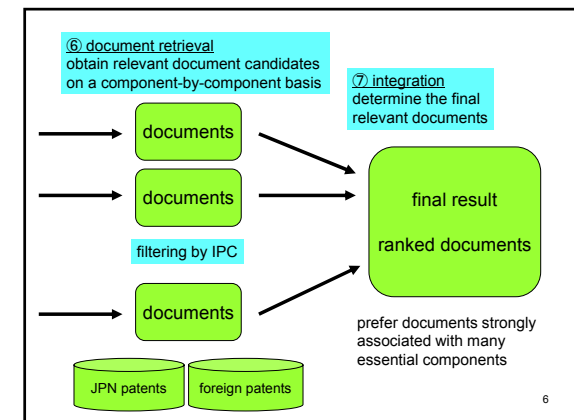 ⑥ document retrieval
obtain relevant document candidates
on a component-by-component basis
⑦ integration
determine the final
relevant documents
documents
documents
filtering by IPC
documents
final result
ranked documents
prefer documents strongly
associated with many
essential components
JPN patents
foreign patents
6